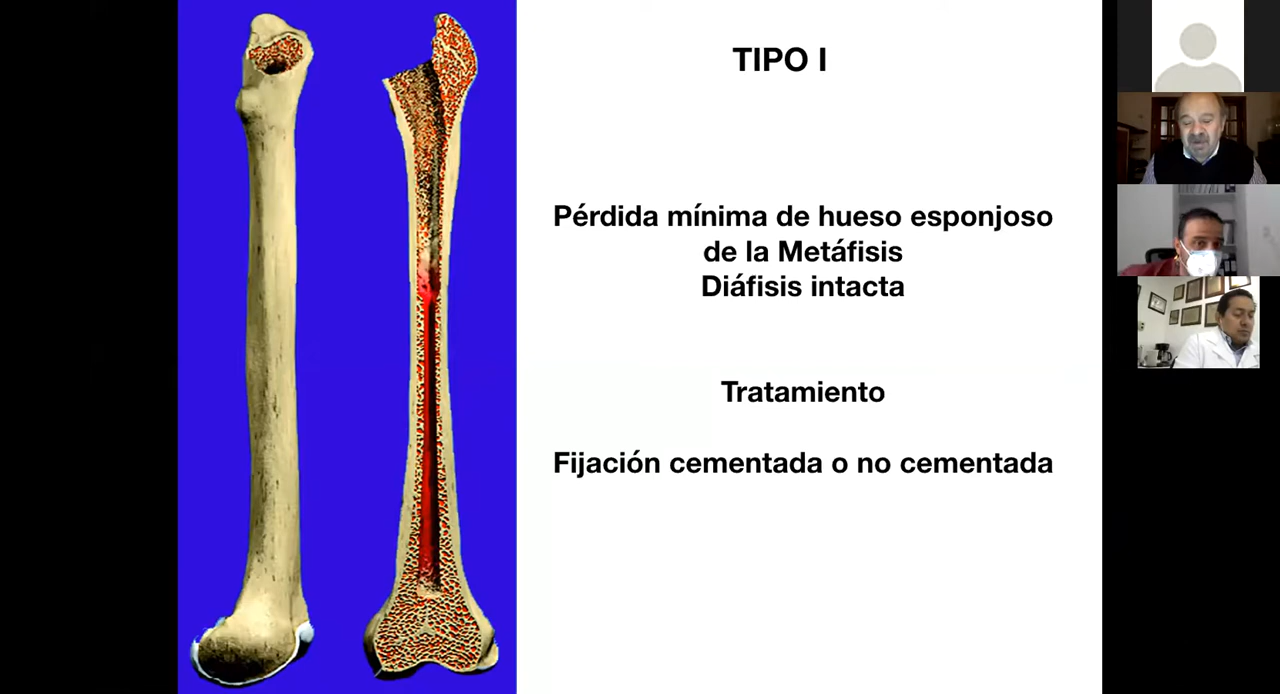 TIPO I
Pérdida mínima de hueso esponjoso
de la Metáfisis
Diáfisis intacta
Tratamiento
Fijación cementada o no cementada